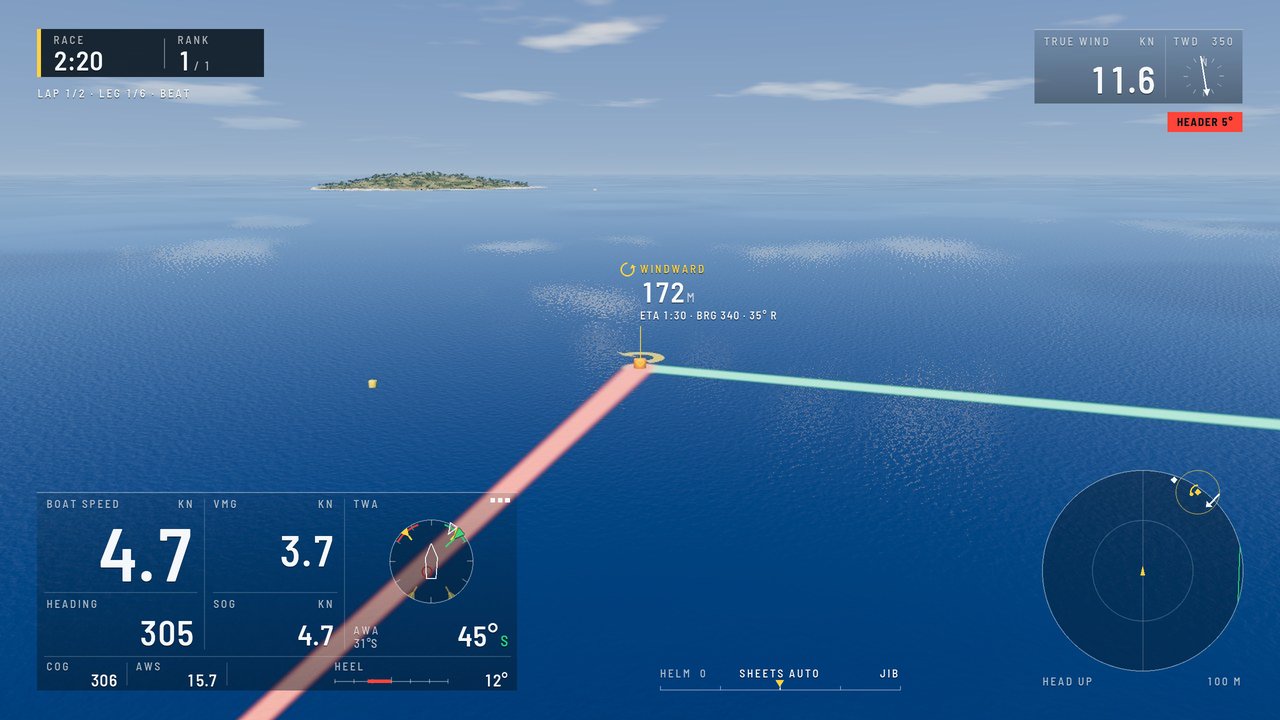 RACE
2:20
RANK
1 / 1
LAP 1/2 · LEG 1/6 · BEAT
TRUE WIND KN
11.6
TWD 350
N
HEADER 5°
WINDWARD
172 M
ETA 1:30 · BRG 340 · 35° R
BOAT SPEED KN
4.7
VMG KN
3.7
TWA
45° S
AWA
31°S
HEADING
305
SOG KN
4.7
COG 306
AWS 15.7
HEEL 12°
HELM 0 SHEETS AUTO JIB
HEAD UP 100 M